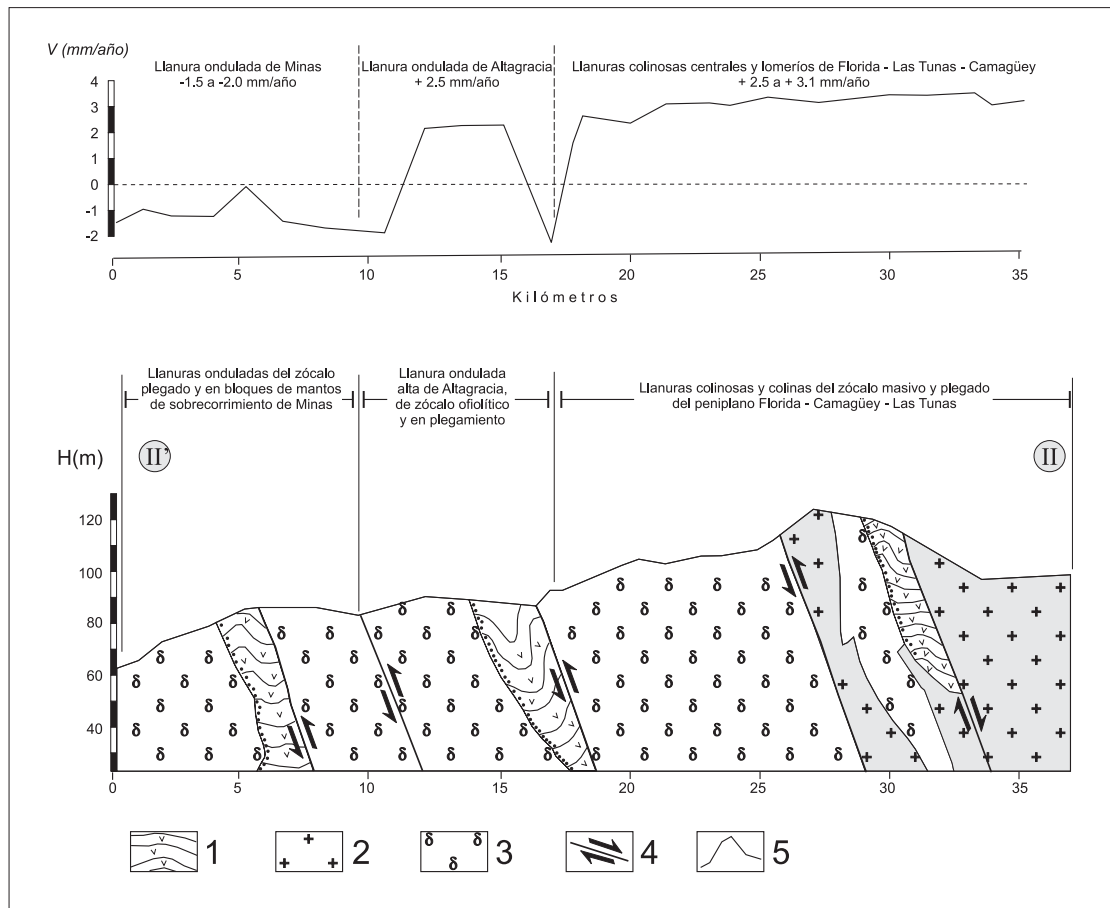 V (mm/año)
Llanura ondulada de Minas
-1.5 a -2.0 mm/año
Llanura ondulada de Altagracia
+ 2.5 mm/año
Llanuras colinosas centrales y lomeríos de Florida - Las Tunas - Camagüey
+ 2.5 a + 3.1 mm/año
4
3
2
1
0
-1
-2
0 5 10 15 20 25 30 35
Kilómetros
Llanuras onduladas del zócalo
plegado y en bloques de mantos
de sobrecorrimiento de Minas
Llanura ondulada
alta de Altagracia,
de zócalo ofiolítico
y en plegamiento
Llanuras colinosas y colinas del zócalo masivo y plegado
del peniplano Florida - Camagüey - Las Tunas
H(m)
II'
II
120
100
80
60
40
0 5 10 15 20 25 30 35
1 2 3 4 5